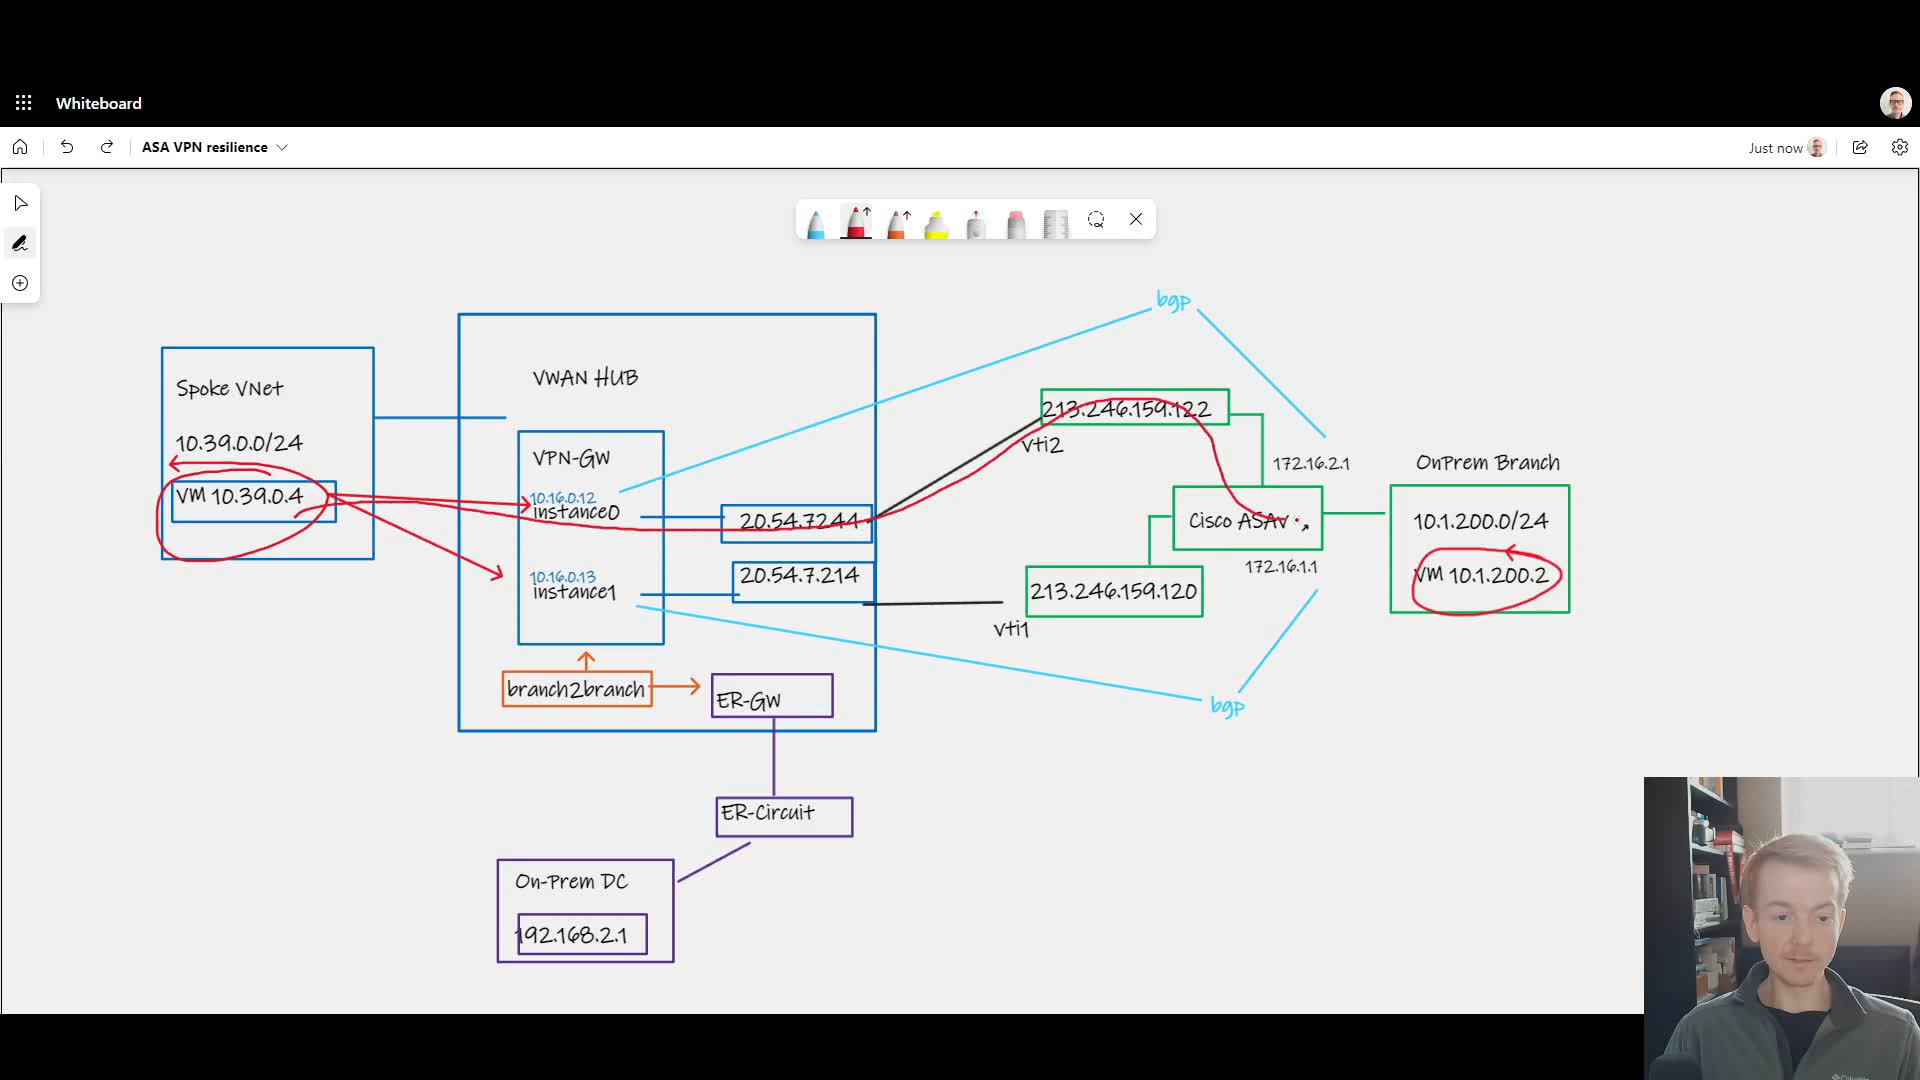 Whiteboard
ASA VPN resilience
Just now
bgp
VWAN HUB
Spoke VNet
213.246.159.122
10.39.0.0/24
VPN-GW
vti2
172.16.2.1
OnPrem Branch
VM 10.39.0.4
10.16.0.12
instance0
20.54.7.244
Cisco ASAV
10.1.200.0/24
172.16.1.1
10.16.0.13
instance1
20.54.7.214
213.246.159.120
VM 10.1.200.2
vti1
branch2branch
ER-GW
bgp
ER-Circuit
On-Prem DC
192.168.2.1